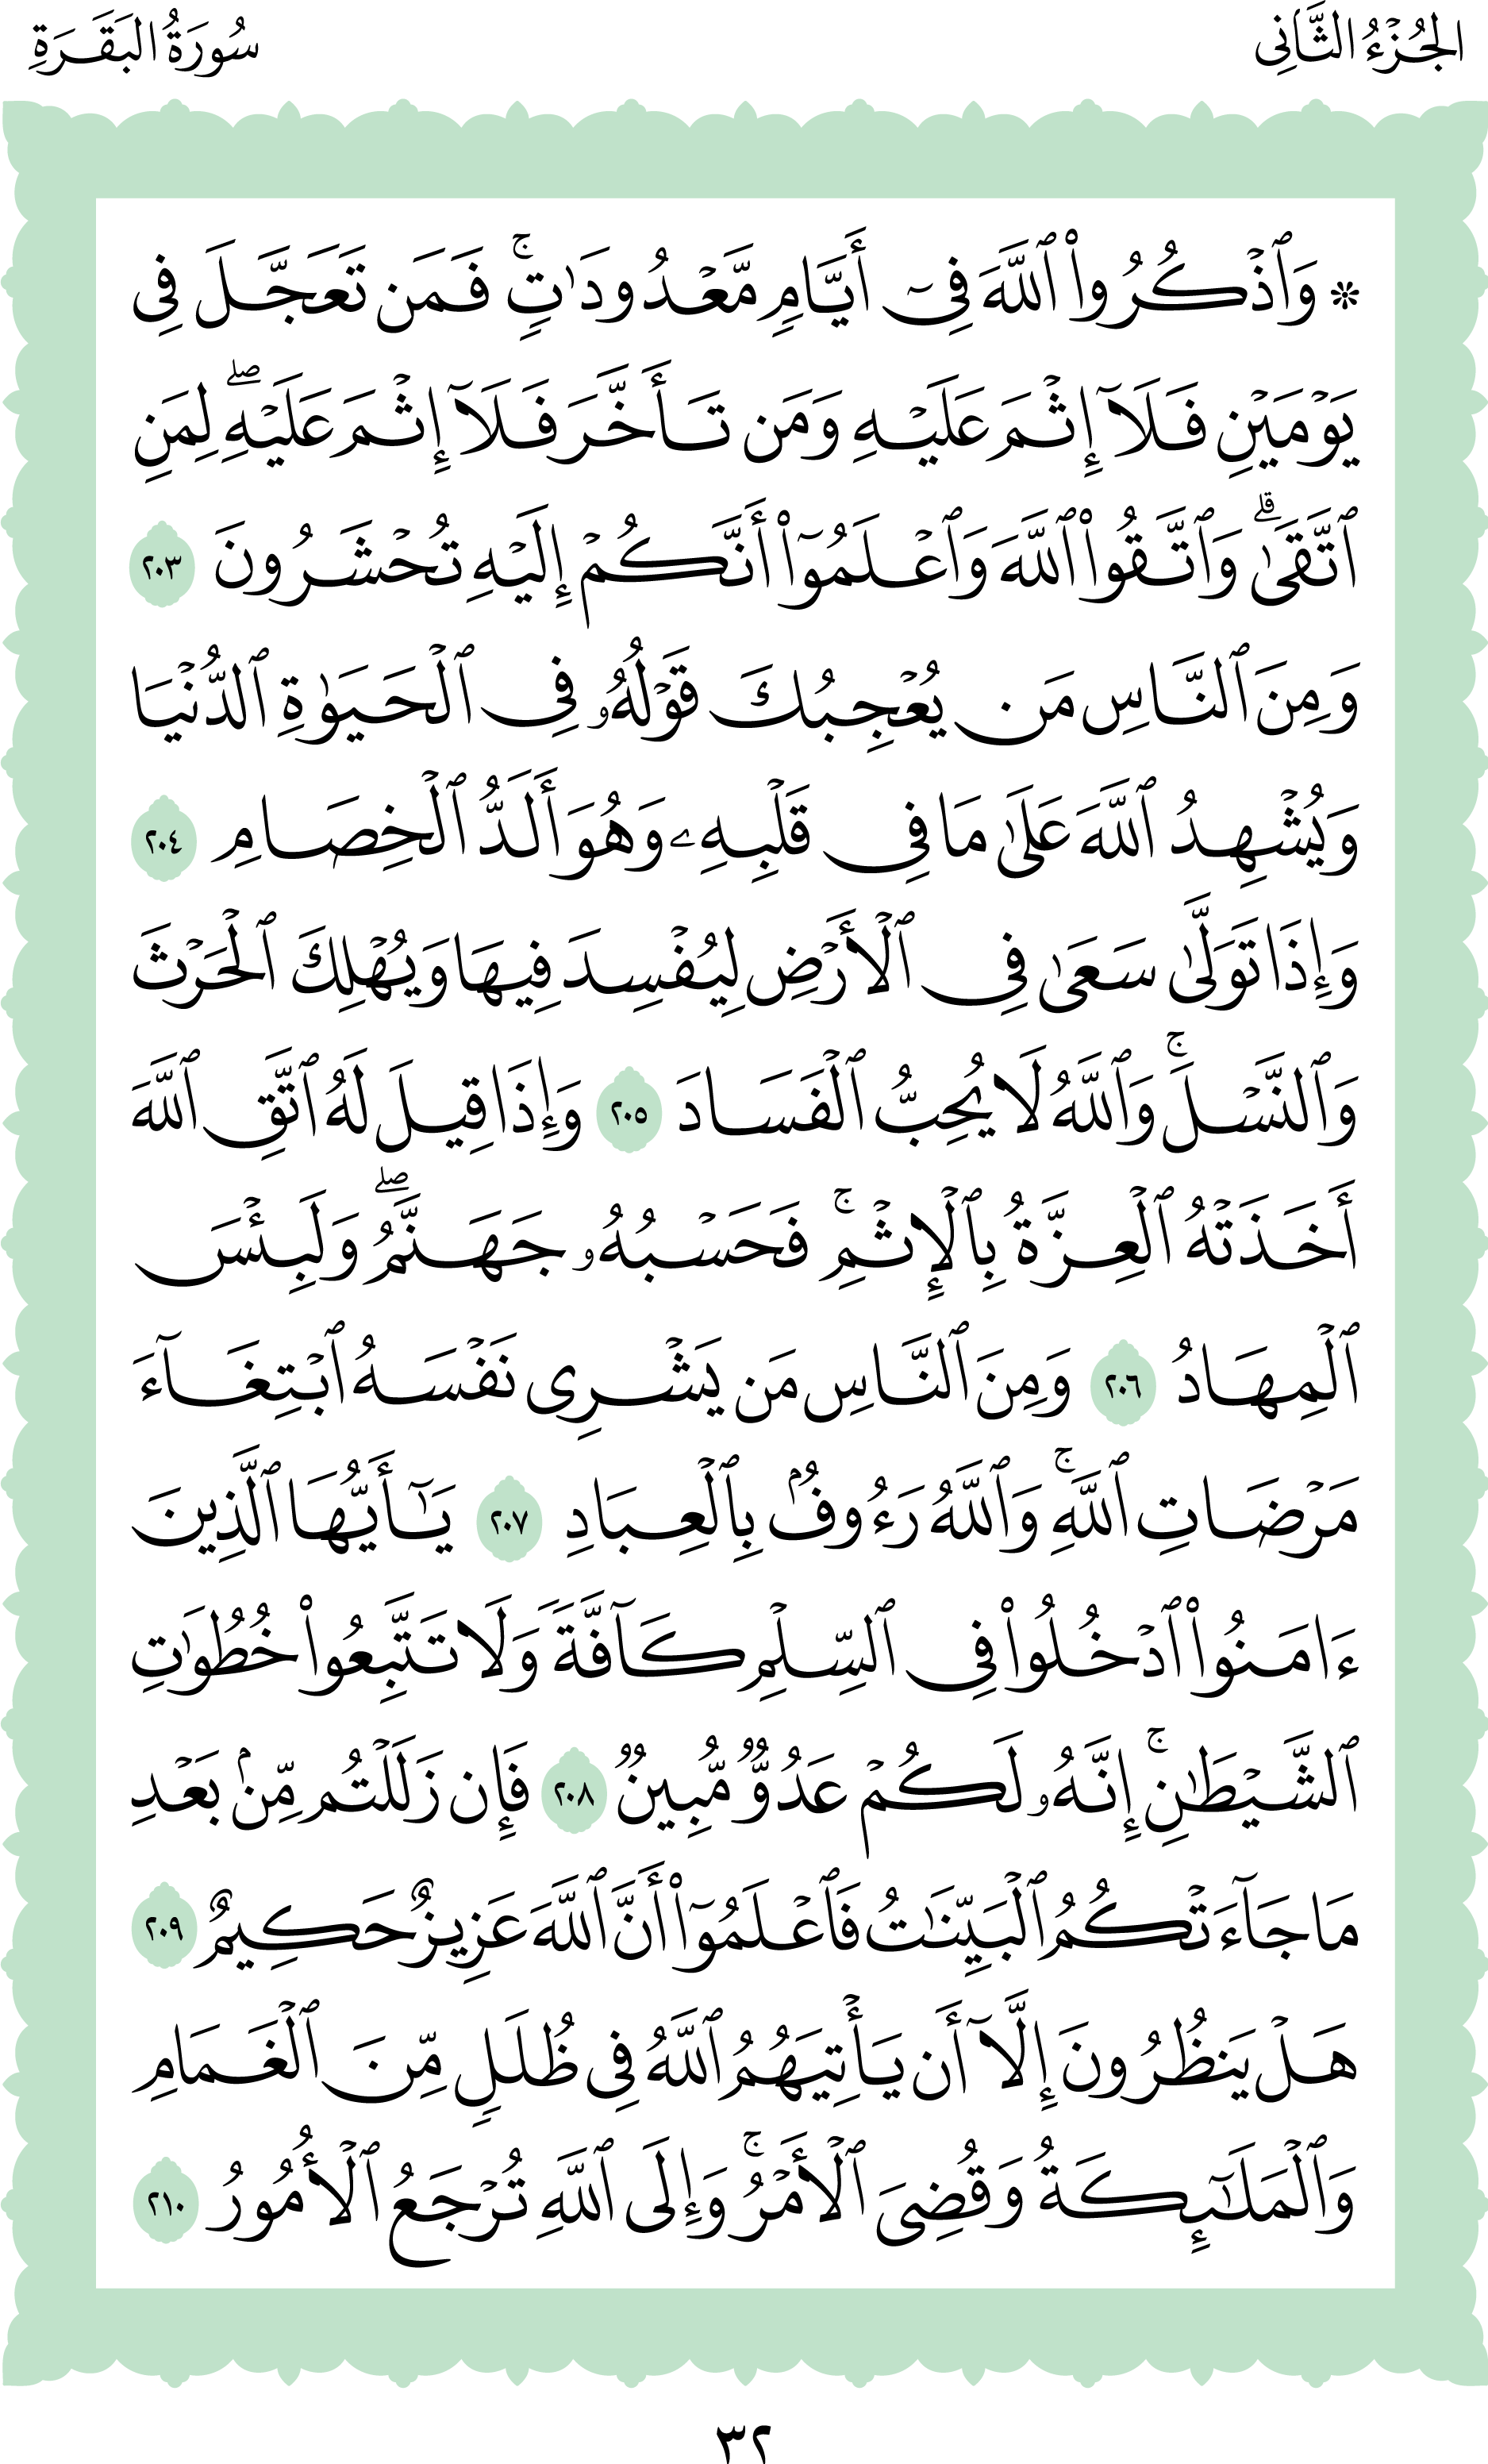 الجُزْءُ الثَّانِي سُورَةُ البَقَرَةِ
۞ وَٱذۡكُرُواْ ٱللَّهَ فِيٓ أَيَّامٖ مَّعۡدُودَٰتٖۚ فَمَن تَعَجَّلَ فِي
يَوۡمَيۡنِ فَلَآ إِثۡمَ عَلَيۡهِ وَمَن تَأَخَّرَ فَلَآ إِثۡمَ عَلَيۡهِۖ لِمَنِ
ٱتَّقَىٰۗ وَٱتَّقُواْ ٱللَّهَ وَٱعۡلَمُوٓاْ أَنَّكُمۡ إِلَيۡهِ تُحۡشَرُونَ ٢٠٣
وَمِنَ ٱلنَّاسِ مَن يُعۡجِبُكَ قَوۡلُهُۥ فِي ٱلۡحَيَوٰةِ ٱلدُّنۡيَا
وَيُشۡهِدُ ٱللَّهَ عَلَىٰ مَا فِي قَلۡبِهِۦ وَهُوَ أَلَدُّ ٱلۡخِصَامِ ٢٠٤
وَإِذَا تَوَلَّىٰ سَعَىٰ فِي ٱلۡأَرۡضِ لِيُفۡسِدَ فِيهَا وَيُهۡلِكَ ٱلۡحَرۡثَ
وَٱلنَّسۡلَۚ وَٱللَّهُ لَا يُحِبُّ ٱلۡفَسَادَ ٢٠٥ وَإِذَا قِيلَ لَهُ ٱتَّقِ ٱللَّهَ
أَخَذَتۡهُ ٱلۡعِزَّةُ بِٱلۡإِثۡمِۚ فَحَسۡبُهُۥ جَهَنَّمُۖ وَلَبِئۡسَ
ٱلۡمِهَادُ ٢٠٦ وَمِنَ ٱلنَّاسِ مَن يَشۡرِي نَفۡسَهُ ٱبۡتِغَآءَ
مَرۡضَاتِ ٱللَّهِۚ وَٱللَّهُ رَءُوفُۢ بِٱلۡعِبَادِ ٢٠٧ يَٰٓأَيُّهَا ٱلَّذِينَ
ءَامَنُواْ ٱدۡخُلُواْ فِي ٱلسِّلۡمِ كَآفَّةٗ وَلَا تَتَّبِعُواْ خُطُوَٰتِ
ٱلشَّيۡطَٰنِۚ إِنَّهُۥ لَكُمۡ عَدُوّٞ مُّبِينٞ ٢٠٨ فَإِن زَلَلۡتُم مِّنۢ بَعۡدِ
مَا جَآءَتۡكُمُ ٱلۡبَيِّنَٰتُ فَٱعۡلَمُوٓاْ أَنَّ ٱللَّهَ عَزِيزٌ حَكِيمٌ ٢٠٩
هَلۡ يَنظُرُونَ إِلَّآ أَن يَأۡتِيَهُمُ ٱللَّهُ فِي ظُلَلٖ مِّنَ ٱلۡغَمَامِ
وَٱلۡمَلَٰٓئِكَةُ وَقُضِيَ ٱلۡأَمۡرُۚ وَإِلَى ٱللَّهِ تُرۡجَعُ ٱلۡأُمُورُ ٢١٠
٣٢